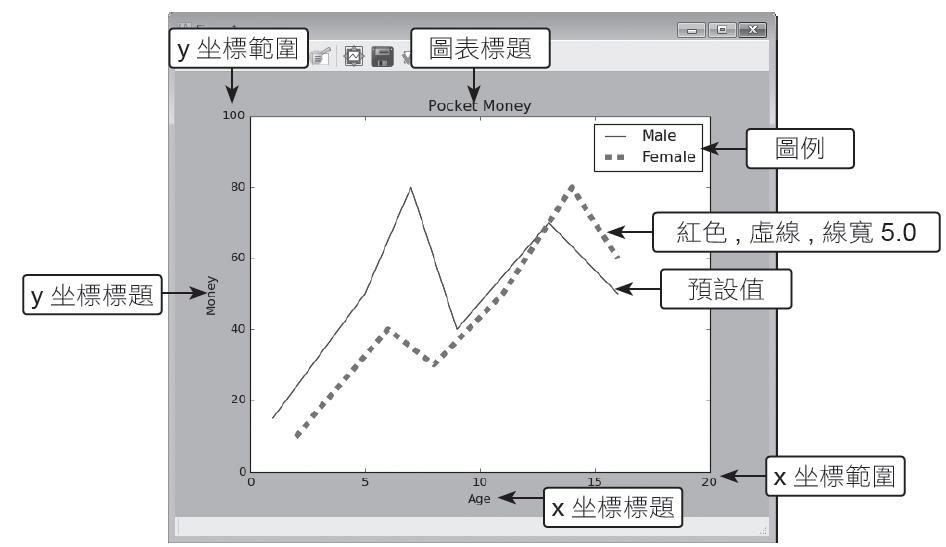 y 坐標範圍
圖表標題
Pocket Money
100
Male
Female
圖例
80
紅色 , 虛線 , 線寬 5.0
60
預設值
y 坐標標題
Money
40
20
0
0
5
10
15
20
x 坐標範圍
Age
x 坐標標題